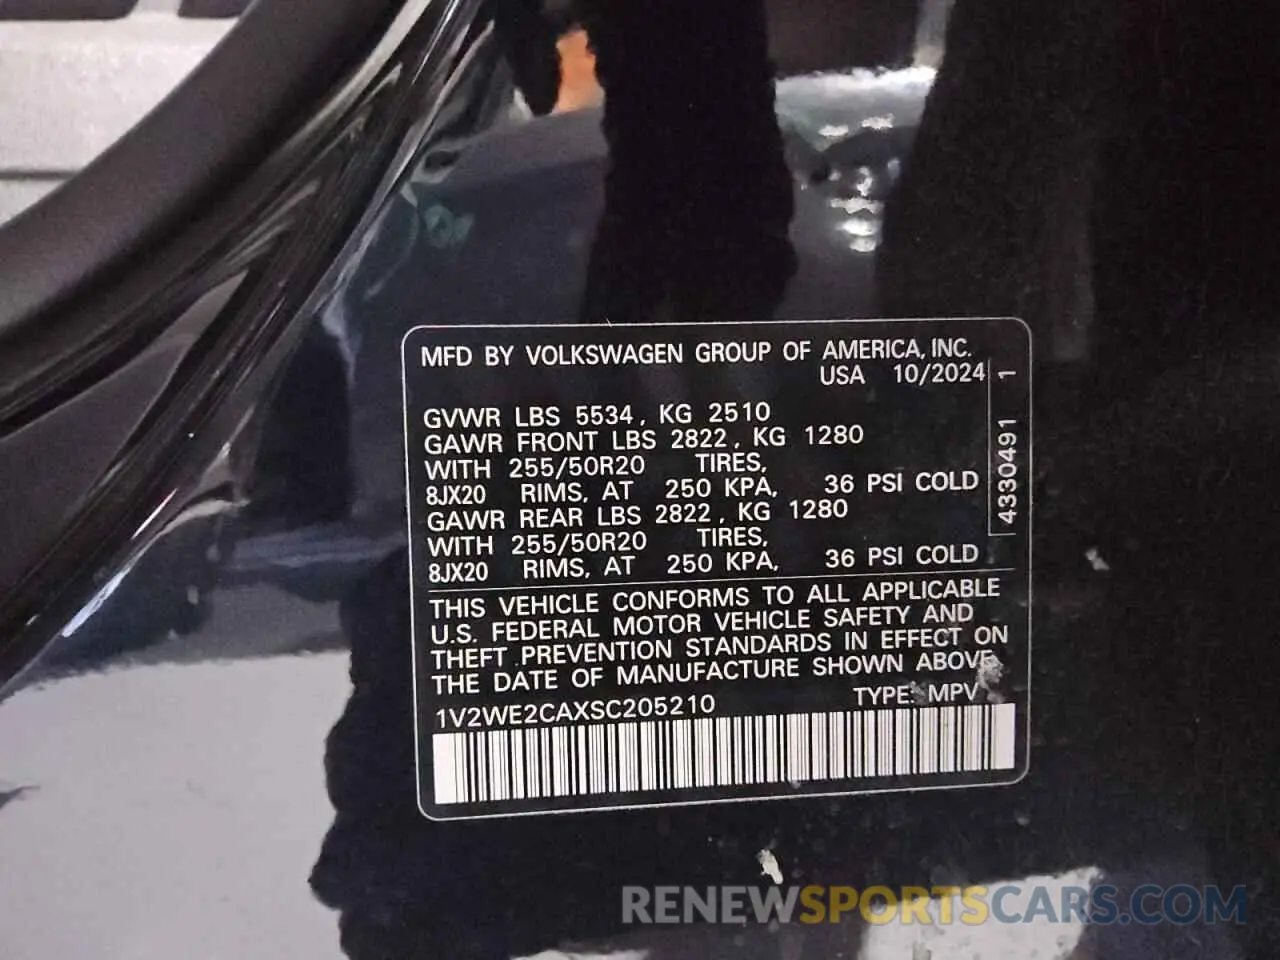 MFD BY VOLKSWAGEN GROUP OF AMERICA, INC.
USA 10/2024
GVWR LBS 5534, KG 2510
GAWR FRONT LBS 2822, KG 1280
WITH 255/50R20 TIRES,
8JX20 RIMS, AT 250 KPA, 36 PSI COLD
GAWR REAR LBS 2822, KG 1280
WITH 255/50R20 TIRES,
8JX20 RIMS, AT 250 KPA, 36 PSI COLD
THIS VEHICLE CONFORMS TO ALL APPLICABLE
U.S. FEDERAL MOTOR VEHICLE SAFETY AND
THEFT PREVENTION STANDARDS IN EFFECT ON
THE DATE OF MANUFACTURE SHOWN ABOVE.
1V2WE2CAXSC205210 TYPE: MPV
4330491 1
RENEWSPORTSCARS.COM